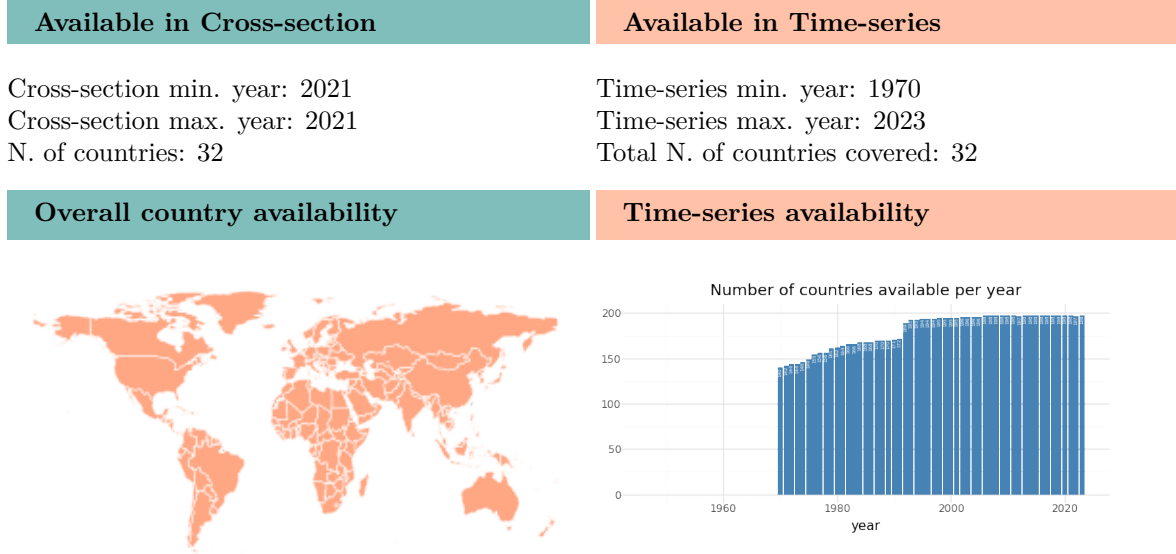 Available in Cross-section
Available in Time-series
Cross-section min. year: 2021
Cross-section max. year: 2021
N. of countries: 32
Time-series min. year: 1970
Time-series max. year: 2023
Total N. of countries covered: 32
Overall country availability
Time-series availability
Number of countries available per year
200
150
100
50
0
1960
1980
2000
2020
year